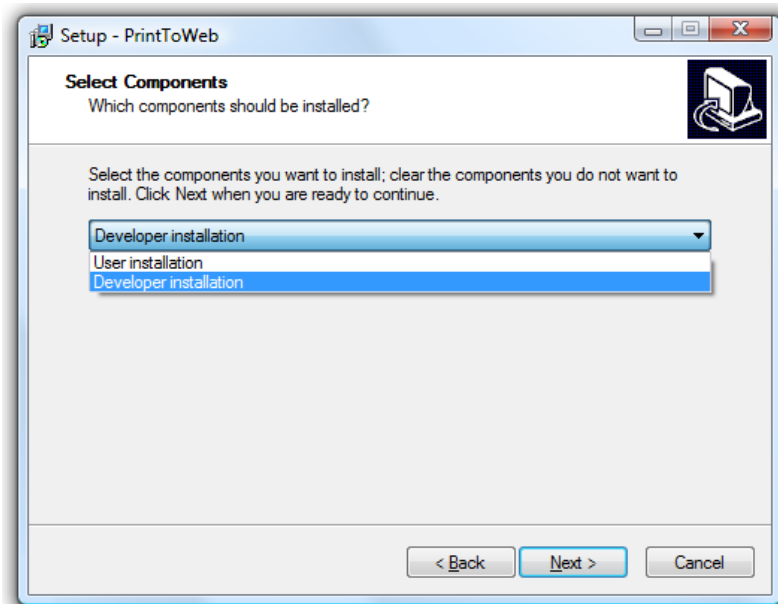 Setup - PrintToWeb
Select Components
Which components should be installed?
Select the components you want to install; clear the components you do not want to
install. Click Next when you are ready to continue.
Developer installation
User installation
Developer installation
< Back
Next >
Cancel